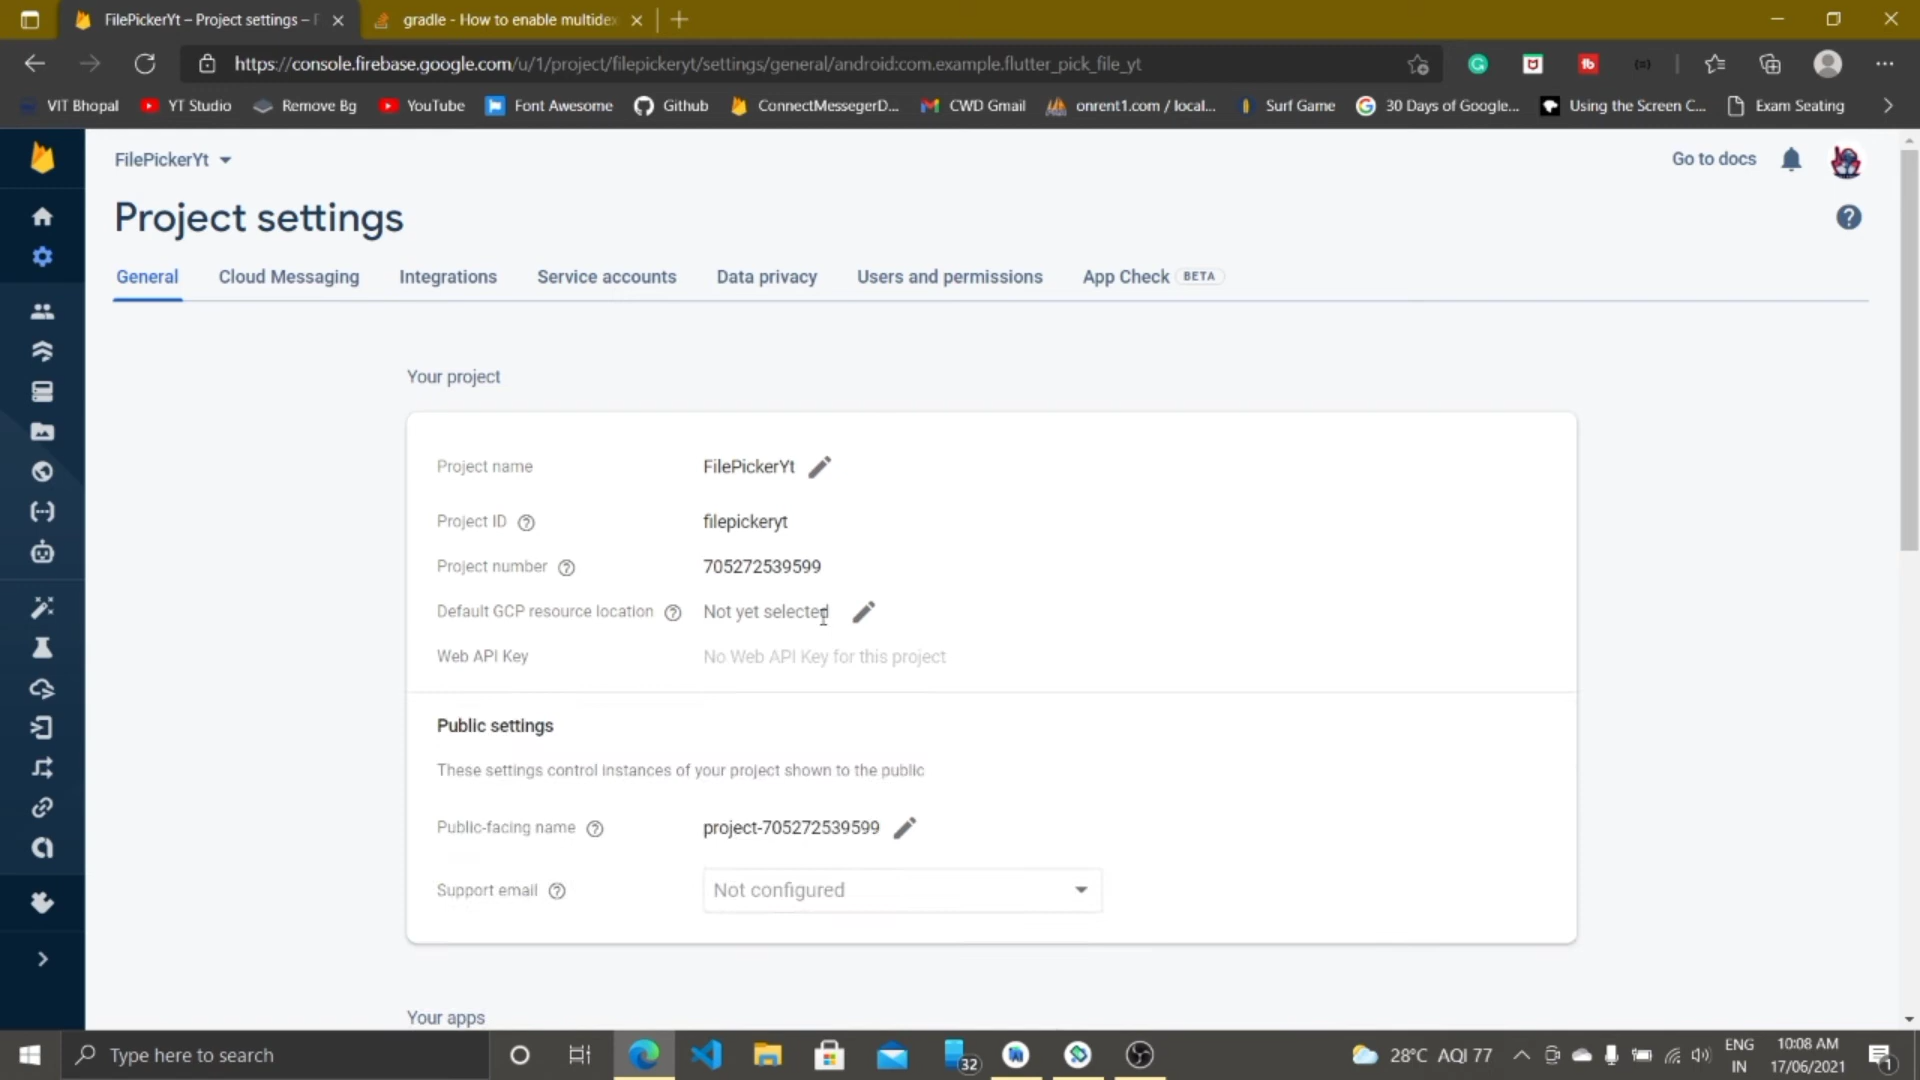 FilePickerYt – Project settings –
gradle - How to enable multidex
https://console.firebase.google.com/u/1/project/filepickeryt/settings/general/android:com.example.flutter_pick_file_yt
VIT Bhopal
YT Studio
Remove Bg
YouTube
Font Awesome
Github
ConnectMessegerD...
CWD Gmail
onrent1.com / local...
Surf Game
30 Days of Google...
Using the Screen C...
Exam Seating
FilePickerYt
Go to docs
Project settings
General
Cloud Messaging
Integrations
Service accounts
Data privacy
Users and permissions
App Check BETA
Your project
Project name FilePickerYt
Project ID filepickeryt
Project number 705272539599
Default GCP resource location Not yet selected
Web API Key No Web API Key for this project
Public settings
These settings control instances of your project shown to the public
Public-facing name project-705272539599
Support email Not configured
Your apps
Type here to search
32
28°C AQI 77
ENG
IN
10:08 AM
17/06/2021
1